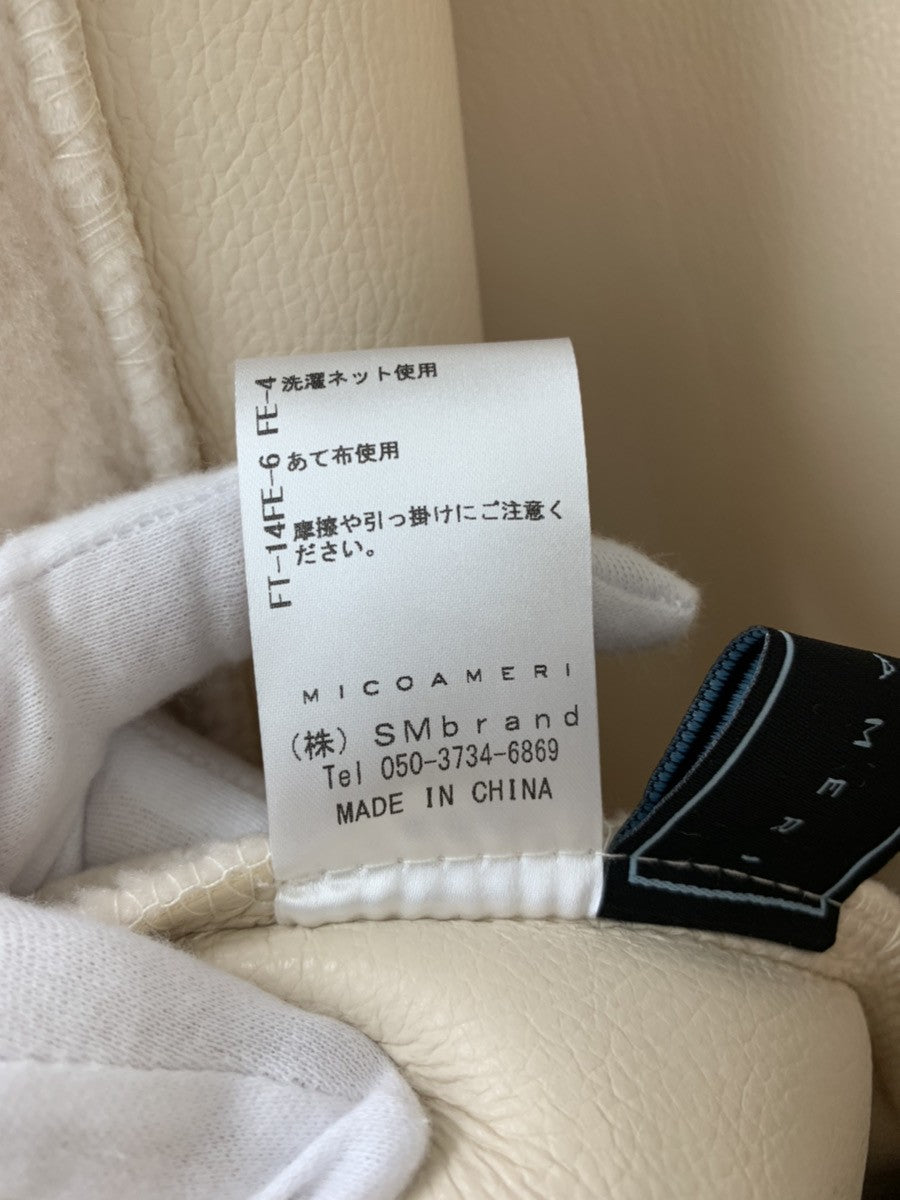 FE-4
洗濯ネット使用
FT-14FE-6
あて布使用
摩擦や引っ掛けにご注意く
ださい。
MICOAMERI
(株) SMbrand
Tel 050-3734-6869
MADE IN CHINA
A M E R